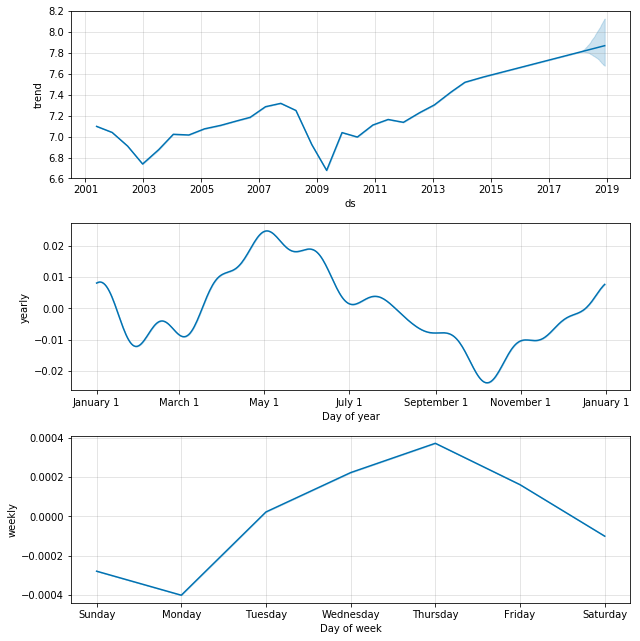 8.2
8.0
7.8
7.6
7.4
7.2
7.0
6.8
6.6
trend
2001 2003 2005 2007 2009 2011 2013 2015 2017 2019
ds
0.02
0.01
0.00
−0.01
−0.02
yearly
January 1 March 1 May 1 July 1 September 1 November 1 January 1
Day of year
0.0004
0.0002
0.0000
−0.0002
−0.0004
weekly
Sunday Monday Tuesday Wednesday Thursday Friday Saturday
Day of week